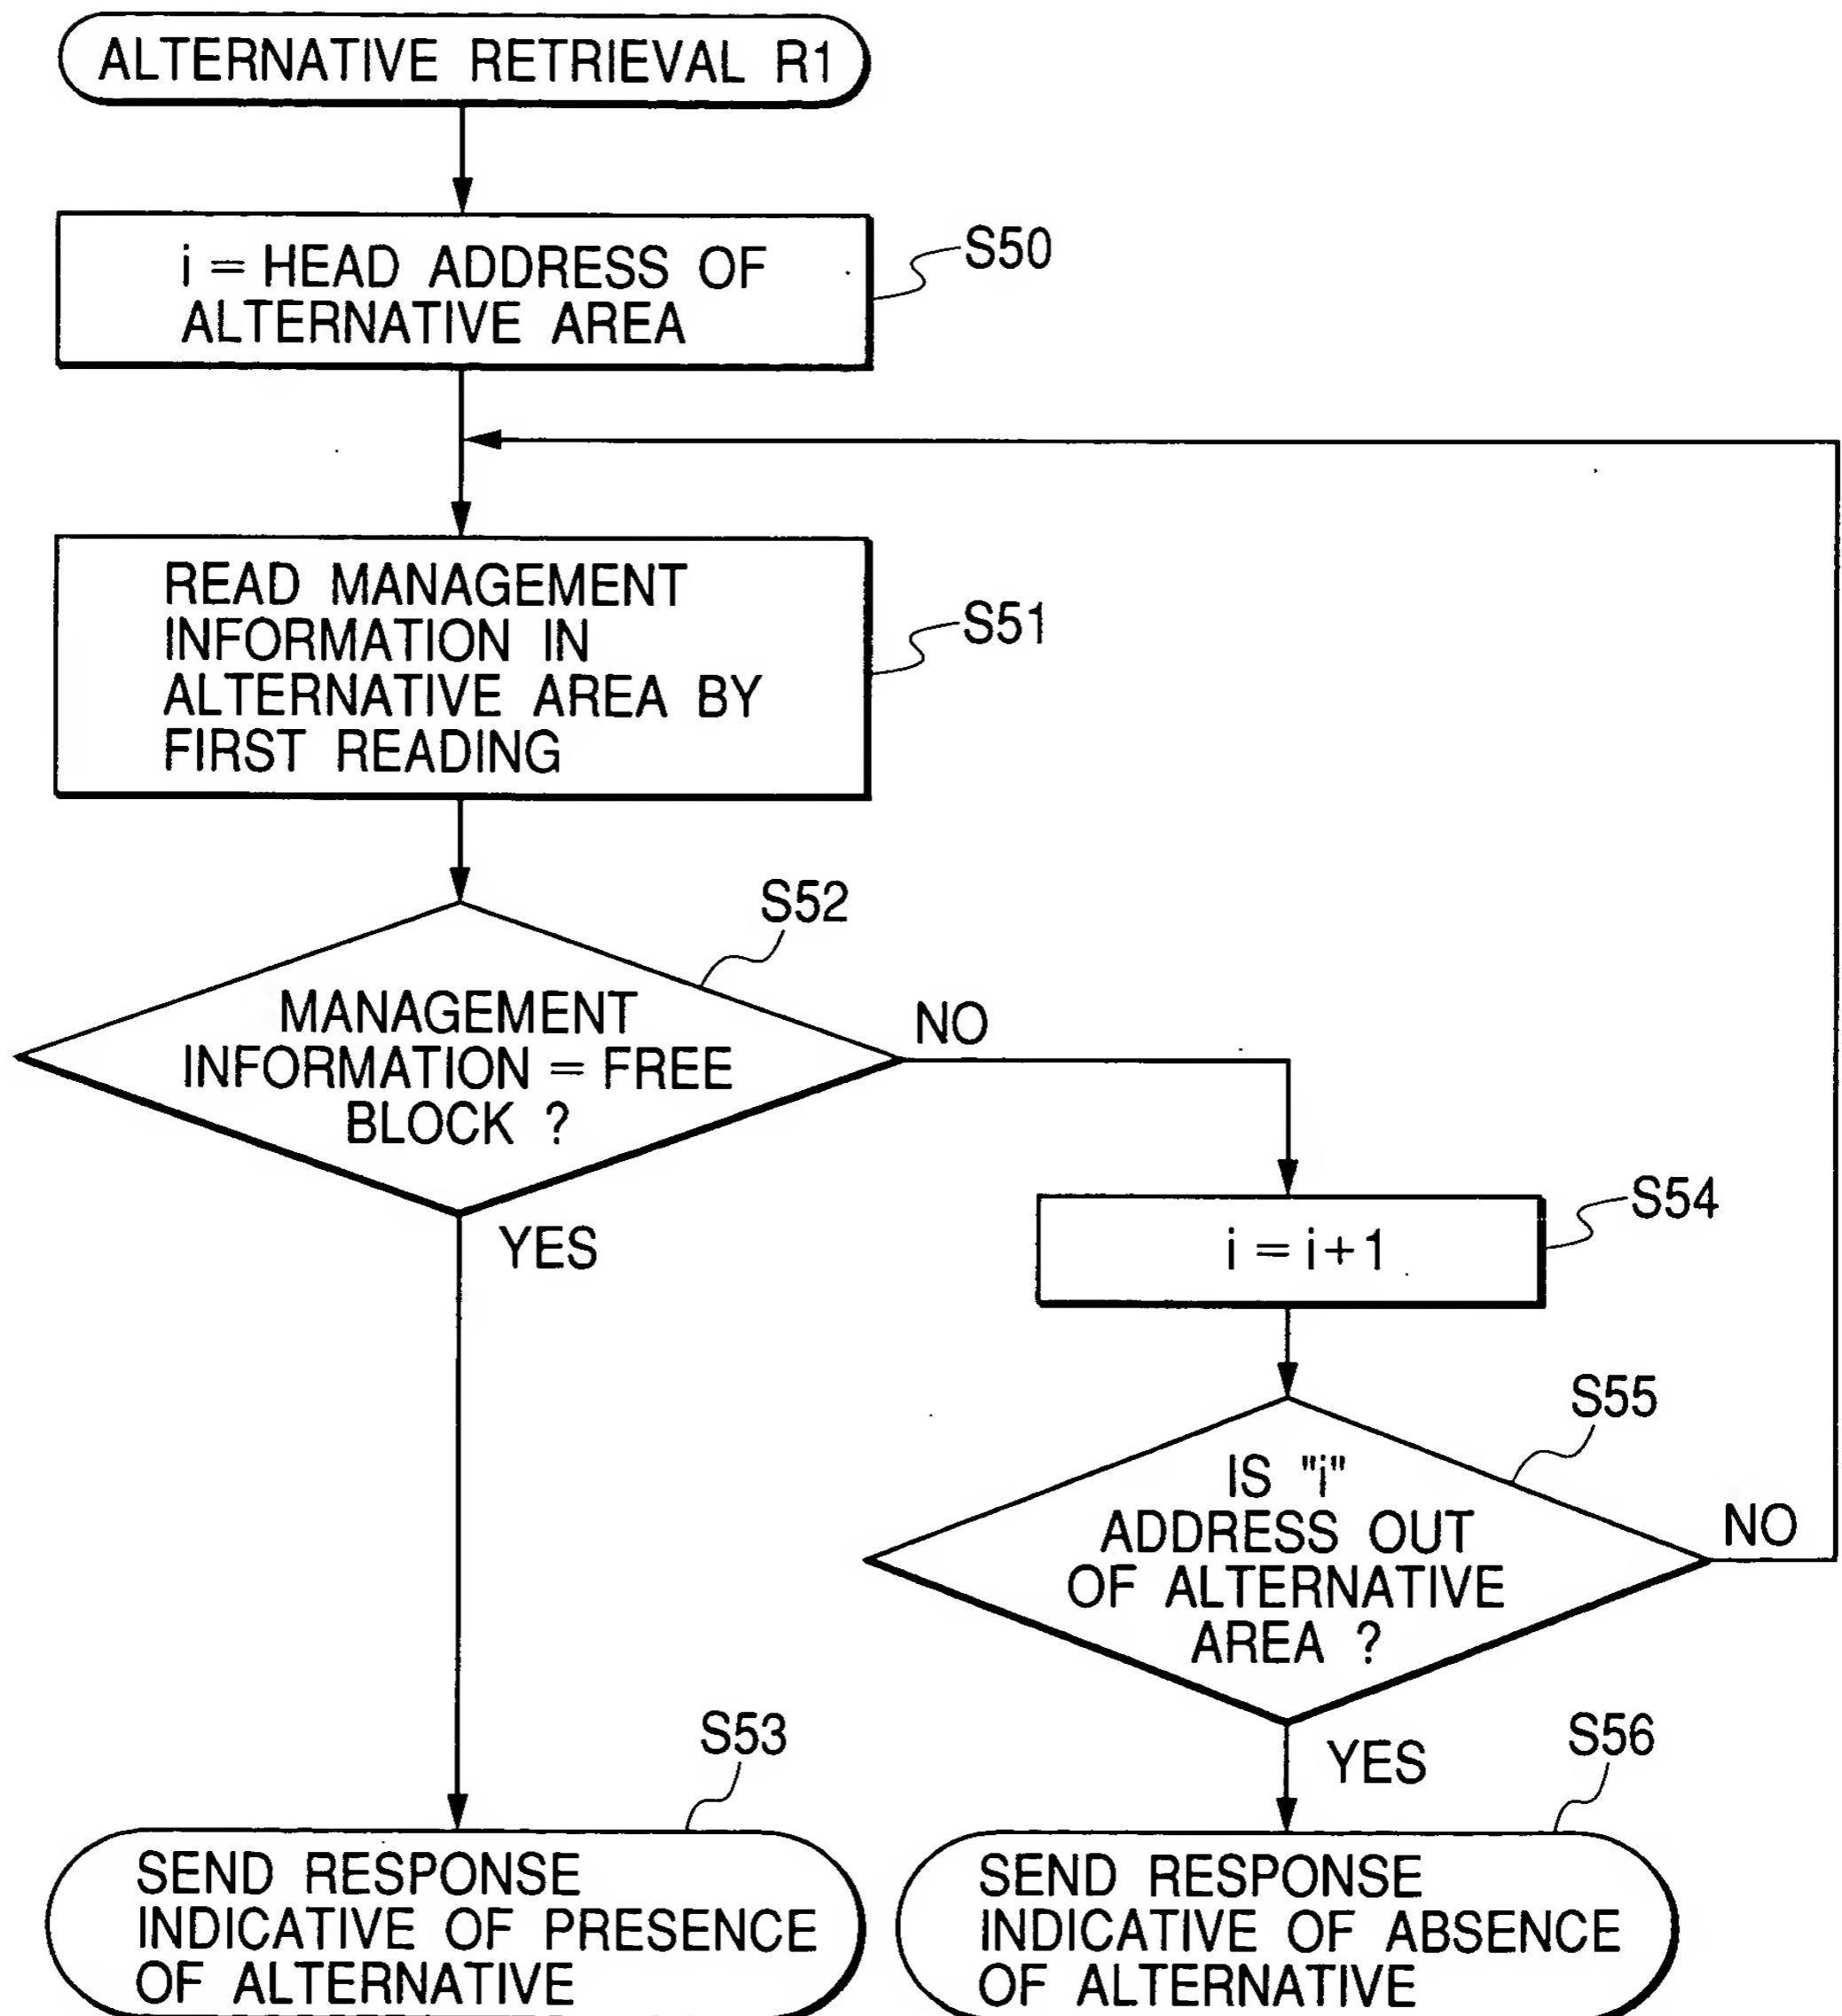 ALTERNATIVE RETRIEVAL R1
i = HEAD ADDRESS OF
ALTERNATIVE AREA
S50
READ MANAGEMENT
INFORMATION IN
ALTERNATIVE AREA BY
FIRST READING
S51
S52
MANAGEMENT
INFORMATION = FREE
BLOCK ?
NO
YES
S54
i = i+1
S55
IS "i"
ADDRESS OUT
OF ALTERNATIVE
AREA ?
NO
YES
S53
SEND RESPONSE
INDICATIVE OF PRESENCE
OF ALTERNATIVE
S56
SEND RESPONSE
INDICATIVE OF ABSENCE
OF ALTERNATIVE